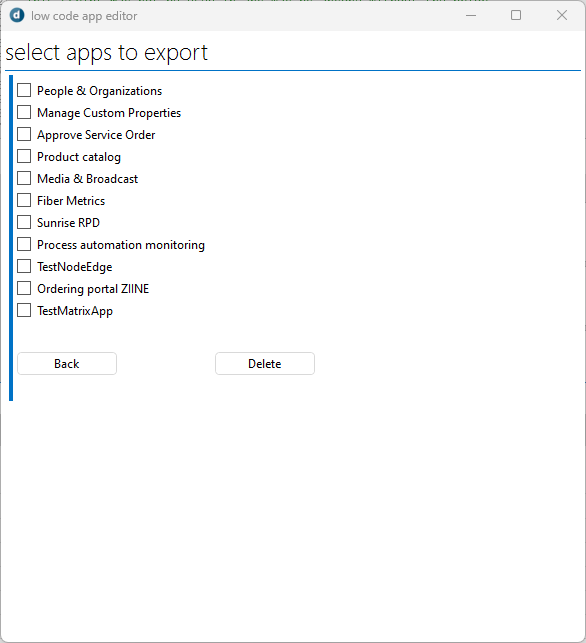 low code app editor
select apps to export
People & Organizations
Manage Custom Properties
Approve Service Order
Product catalog
Media & Broadcast
Fiber Metrics
Sunrise RPD
Process automation monitoring
TestNodeEdge
Ordering portal ZIINE
TestMatrixApp
Back Delete